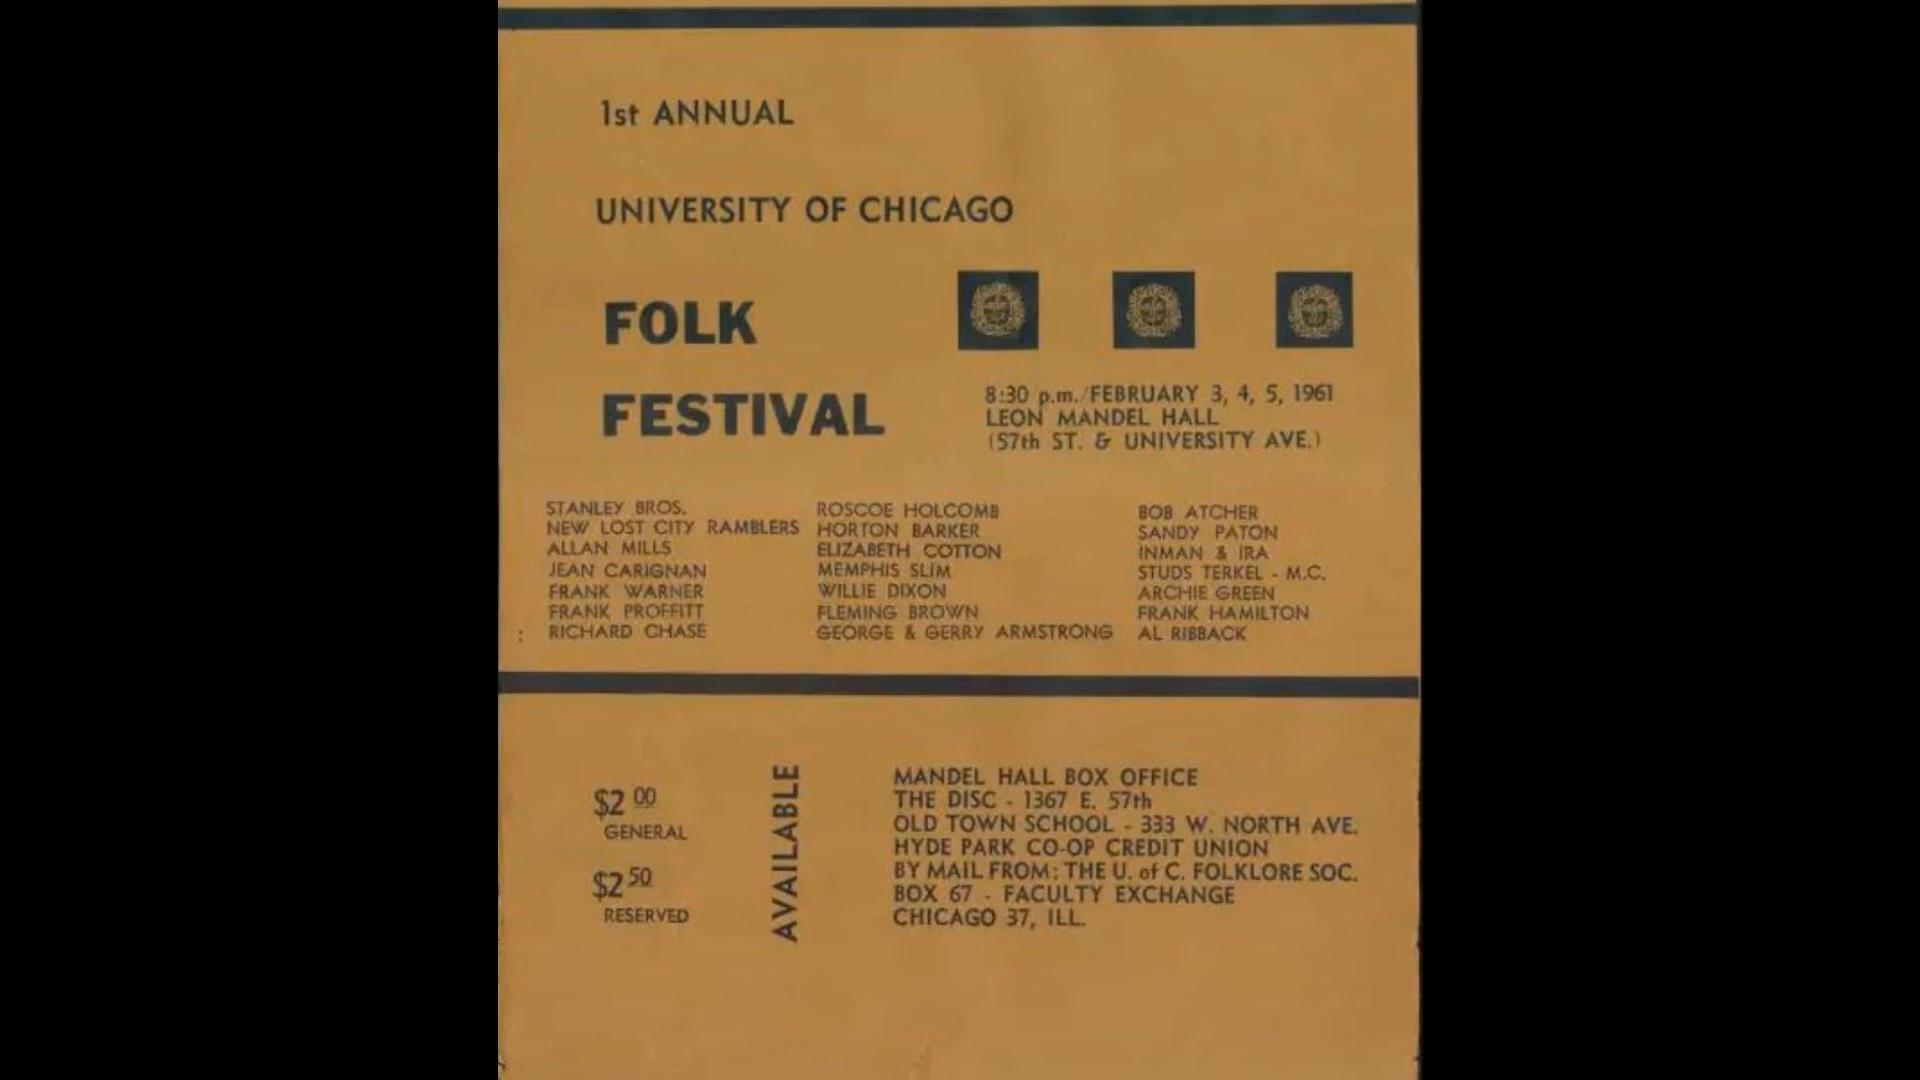 1st ANNUAL
UNIVERSITY OF CHICAGO
FOLK
FESTIVAL
8:30 p.m./FEBRUARY 3, 4, 5, 1961
LEON MANDEL HALL
(57th ST. & UNIVERSITY AVE.)
STANLEY BROS.
NEW LOST CITY RAMBLERS
ALLAN MILLS
JEAN CARIGNAN
FRANK WARNER
FRANK PROFFITT
: RICHARD CHASE
ROSCOE HOLCOMB
HORTON BARKER
ELIZABETH COTTON
MEMPHIS SLIM
WILLIE DIXON
FLEMING BROWN
GEORGE & GERRY ARMSTRONG
BOB ATCHER
SANDY PATON
INMAN & IRA
STUDS TERKEL - M.C.
ARCHIE GREEN
FRANK HAMILTON
AL RIBBACK
$2 00
GENERAL
$2 50
RESERVED
AVAILABLE
MANDEL HALL BOX OFFICE
THE DISC - 1367 E. 57th
OLD TOWN SCHOOL - 333 W. NORTH AVE.
HYDE PARK CO-OP CREDIT UNION
BY MAIL FROM: THE U. of C. FOLKLORE SOC.
BOX 67 - FACULTY EXCHANGE
CHICAGO 37, ILL.